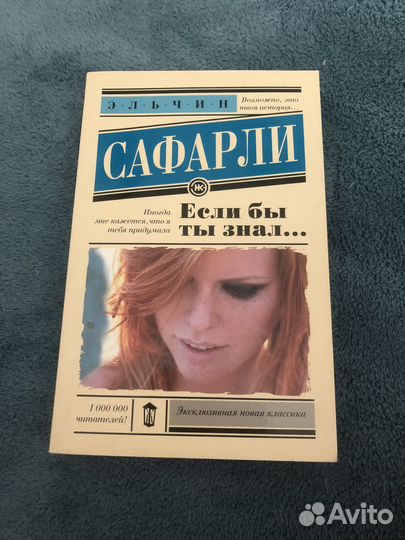 Э·Л·Ь·Ч·И·Н
Возможно, это
твоя история...
САФАРЛИ
НК
Иногда
мне кажется, что я
тебя придумала
Если бы
ты знал...
1 000 000
читателей!
Эксклюзивная новая классика
Avito